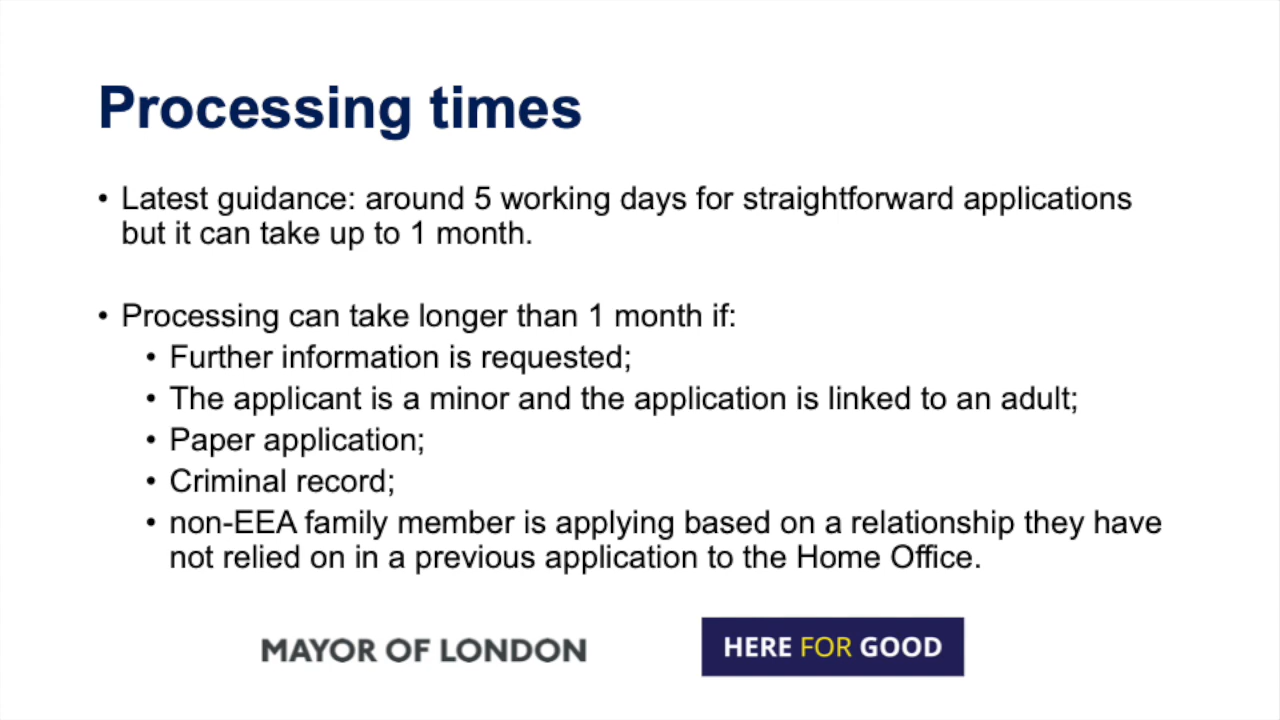 Processing times
• Latest guidance: around 5 working days for straightforward applications
but it can take up to 1 month.
• Processing can take longer than 1 month if:
• Further information is requested;
• The applicant is a minor and the application is linked to an adult;
• Paper application;
• Criminal record;
• non-EEA family member is applying based on a relationship they have
not relied on in a previous application to the Home Office.
MAYOR OF LONDON
HERE FOR GOOD